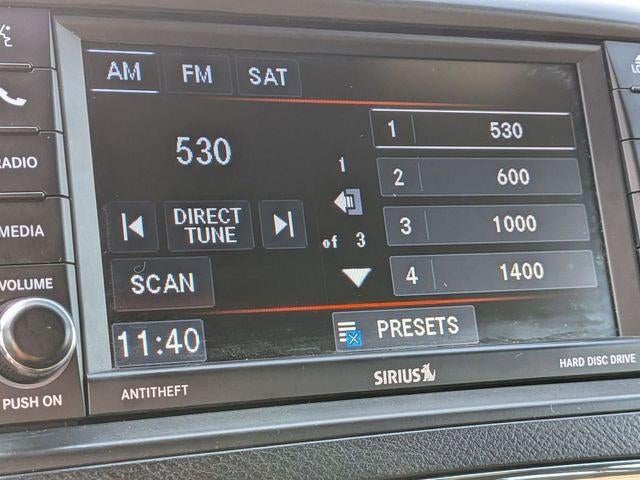 AM FM SAT
530
1
of 3
DIRECT
TUNE
SCAN
1 530
2 600
3 1000
4 1400
11:40
PRESETS
RADIO
MEDIA
VOLUME
PUSH ON
ANTITHEFT
SIRIUS
HARD DISC DRIVE